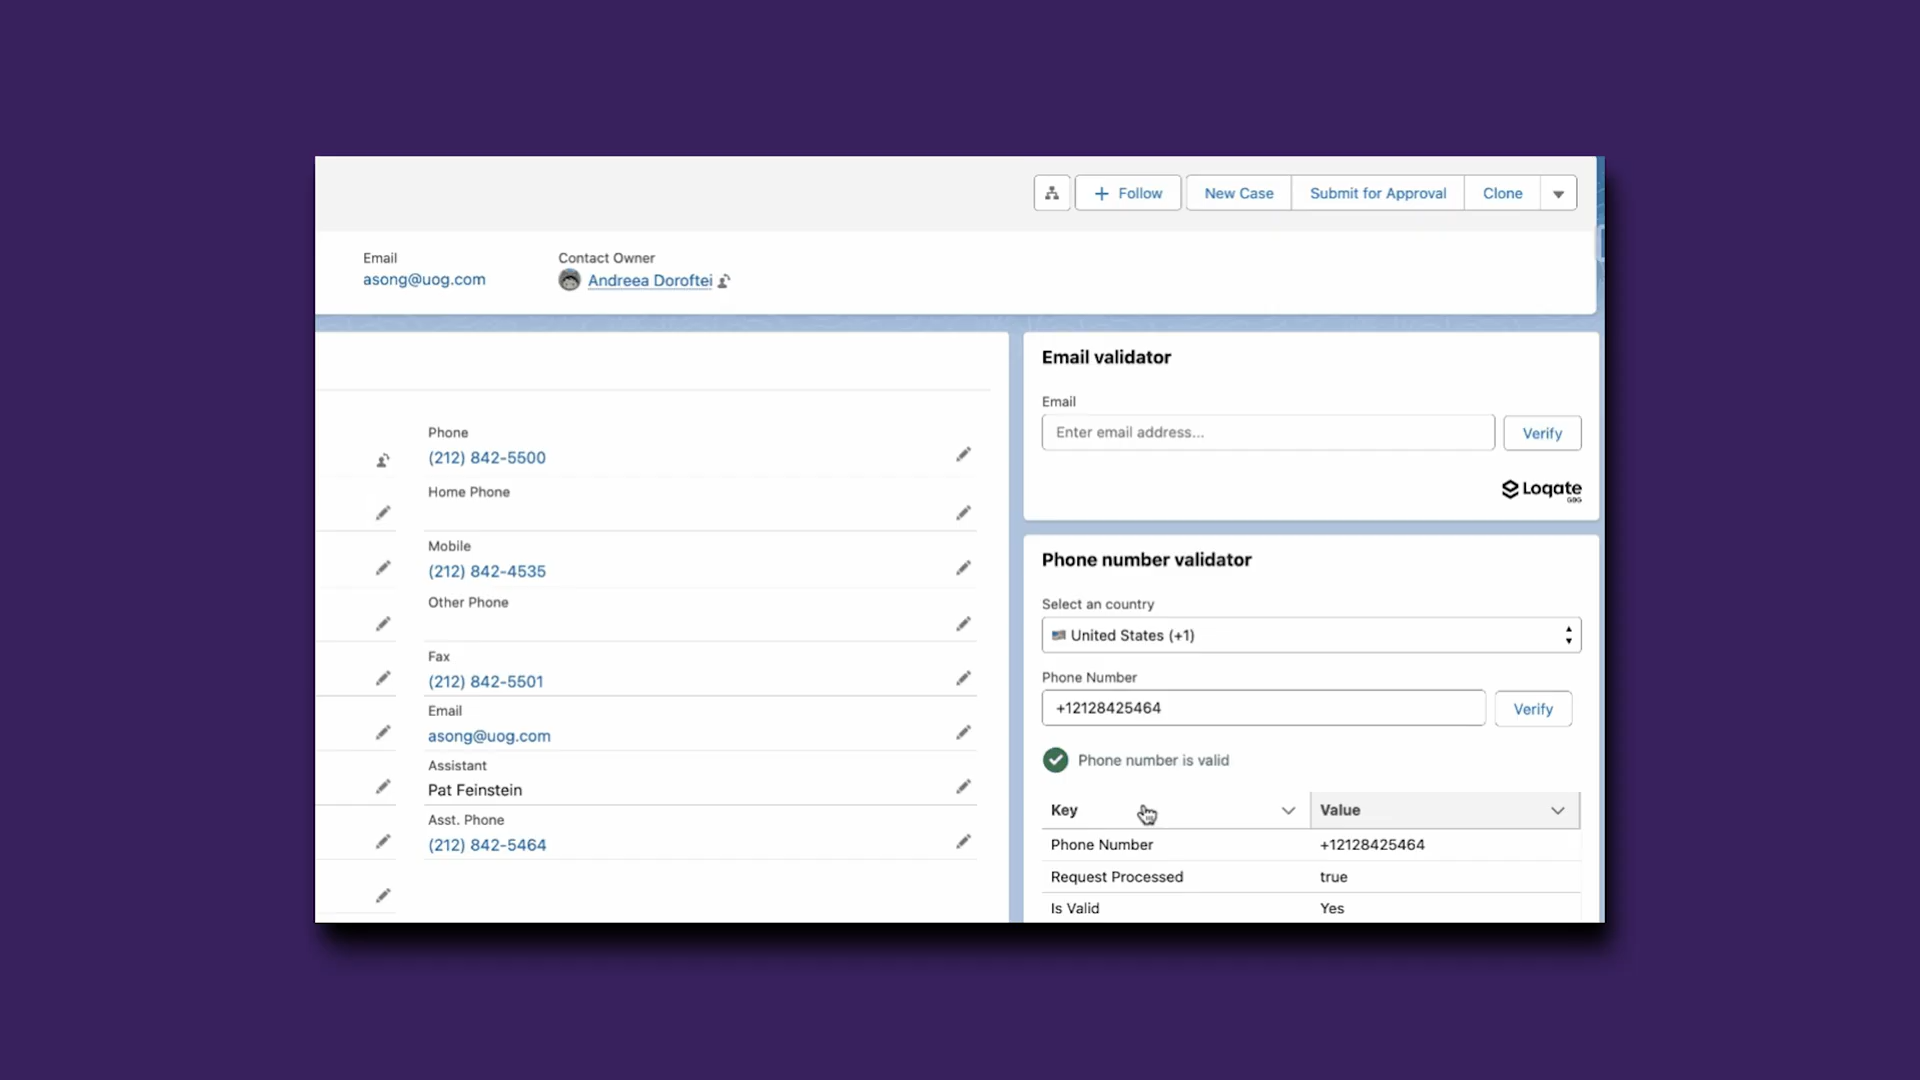 Follow
New Case
Submit for Approval
Clone
Email
asong@uog.com
Contact Owner
Andreea Doroftei
Phone
(212) 842-5500
Home Phone
Mobile
(212) 842-4535
Other Phone
Fax
(212) 842-5501
Email
asong@uog.com
Assistant
Pat Feinstein
Asst. Phone
(212) 842-5464
Email validator
Email
Enter email address...
Verify
Loqate
GBG
Phone number validator
Select an country
United States (+1)
Phone Number
+12128425464
Verify
Phone number is valid
Key
Value
Phone Number
+12128425464
Request Processed
true
Is Valid
Yes